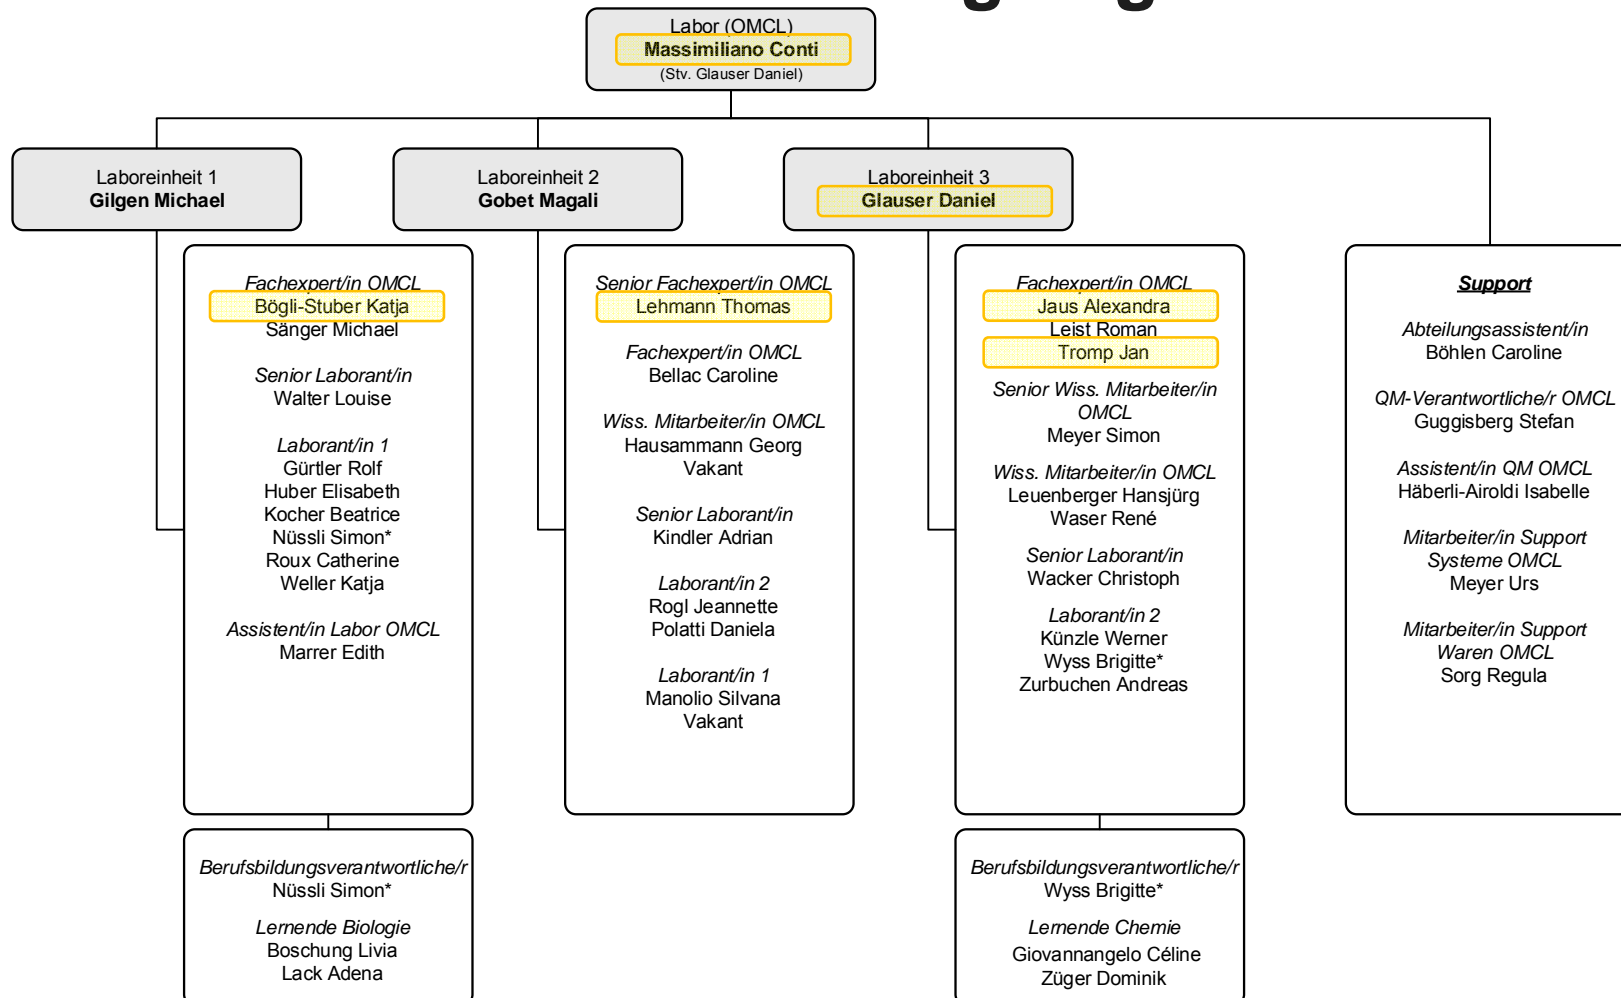 Labor (OMCL)
Massimiliano Conti
(Stv. Glauser Daniel)
Laboreinheit 1
Gilgen Michael
Laboreinheit 2
Gobet Magali
Laboreinheit 3
Glauser Daniel
Fachexpert/in OMCL
Bögli-Stuber Katja
Sänger Michael
Senior Laborant/in
Walter Louise
Laborant/in 1
Gürtler Rolf
Huber Elisabeth
Kocher Beatrice
Nüssli Simon*
Roux Catherine
Weller Katja
Assistent/in Labor OMCL
Marrer Edith
Berufsbildungsverantwortliche/r
Nüssli Simon*
Lernende Biologie
Boschung Livia
Lack Adena
Senior Fachexpert/in OMCL
Lehmann Thomas
Fachexpert/in OMCL
Bellac Caroline
Wiss. Mitarbeiter/in OMCL
Hausammann Georg
Vakant
Senior Laborant/in
Kindler Adrian
Laborant/in 2
Rogl Jeannette
Polatti Daniela
Laborant/in 1
Manolio Silvana
Vakant
Fachexpert/in OMCL
Jaus Alexandra
Leist Roman
Tromp Jan
Senior Wiss. Mitarbeiter/in
OMCL
Meyer Simon
Wiss. Mitarbeiter/in OMCL
Leuenberger Hansjürg
Waser René
Senior Laborant/in
Wacker Christoph
Laborant/in 2
Künzle Werner
Wyss Brigitte*
Zurbuchen Andreas
Berufsbildungsverantwortliche/r
Wyss Brigitte*
Lernende Chemie
Giovannangelo Céline
Züger Dominik
Support
Abteilungsassistent/in
Böhlen Caroline
QM-Verantwortliche/r OMCL
Guggisberg Stefan
Assistent/in QM OMCL
Häberli-Airoldi Isabelle
Mitarbeiter/in Support
Systeme OMCL
Meyer Urs
Mitarbeiter/in Support
Waren OMCL
Sorg Regula